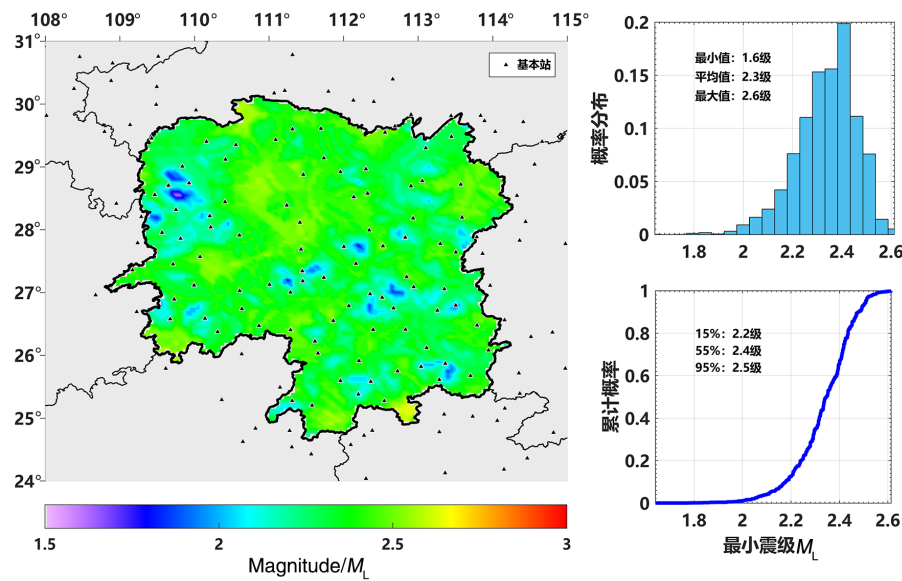 108° 109° 110° 111° 112° 113° 114° 115°
31°
30°
29°
28°
27°
26°
25°
24°
基本站
1.5 2 2.5 3
Magnitude/ML
0.2
0.15
0.1
0.05
0
概率分布
最小值：1.6级
平均值：2.3级
最大值：2.6级
1.8 2 2.2 2.4 2.6
1
0.8
0.6
0.4
0.2
0
累计概率
15%：2.2级
55%：2.4级
95%：2.5级
1.8 2 2.2 2.4 2.6
最小震级ML